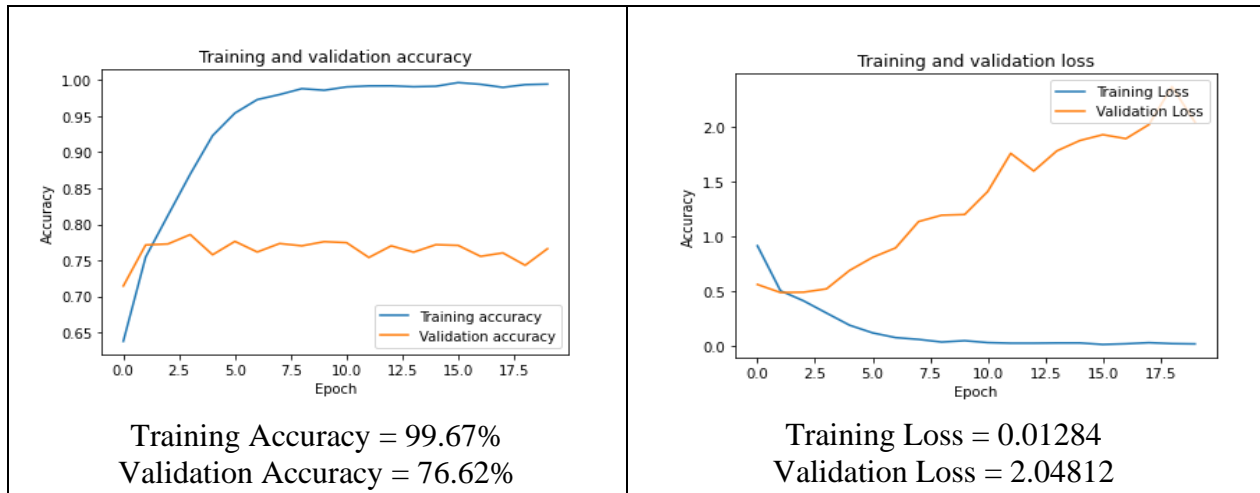 Training and validation accuracy
1.00
0.95
0.90
0.85
0.80
0.75
0.70
0.65
Accuracy
Training accuracy
Validation accuracy
0.0 2.5 5.0 7.5 10.0 12.5 15.0 17.5
Epoch
Training Accuracy = 99.67%
Validation Accuracy = 76.62%
Training and validation loss
Training Loss
Validation Loss
2.0
1.5
1.0
0.5
0.0
Accuracy
0.0 2.5 5.0 7.5 10.0 12.5 15.0 17.5
Epoch
Training Loss = 0.01284
Validation Loss = 2.04812